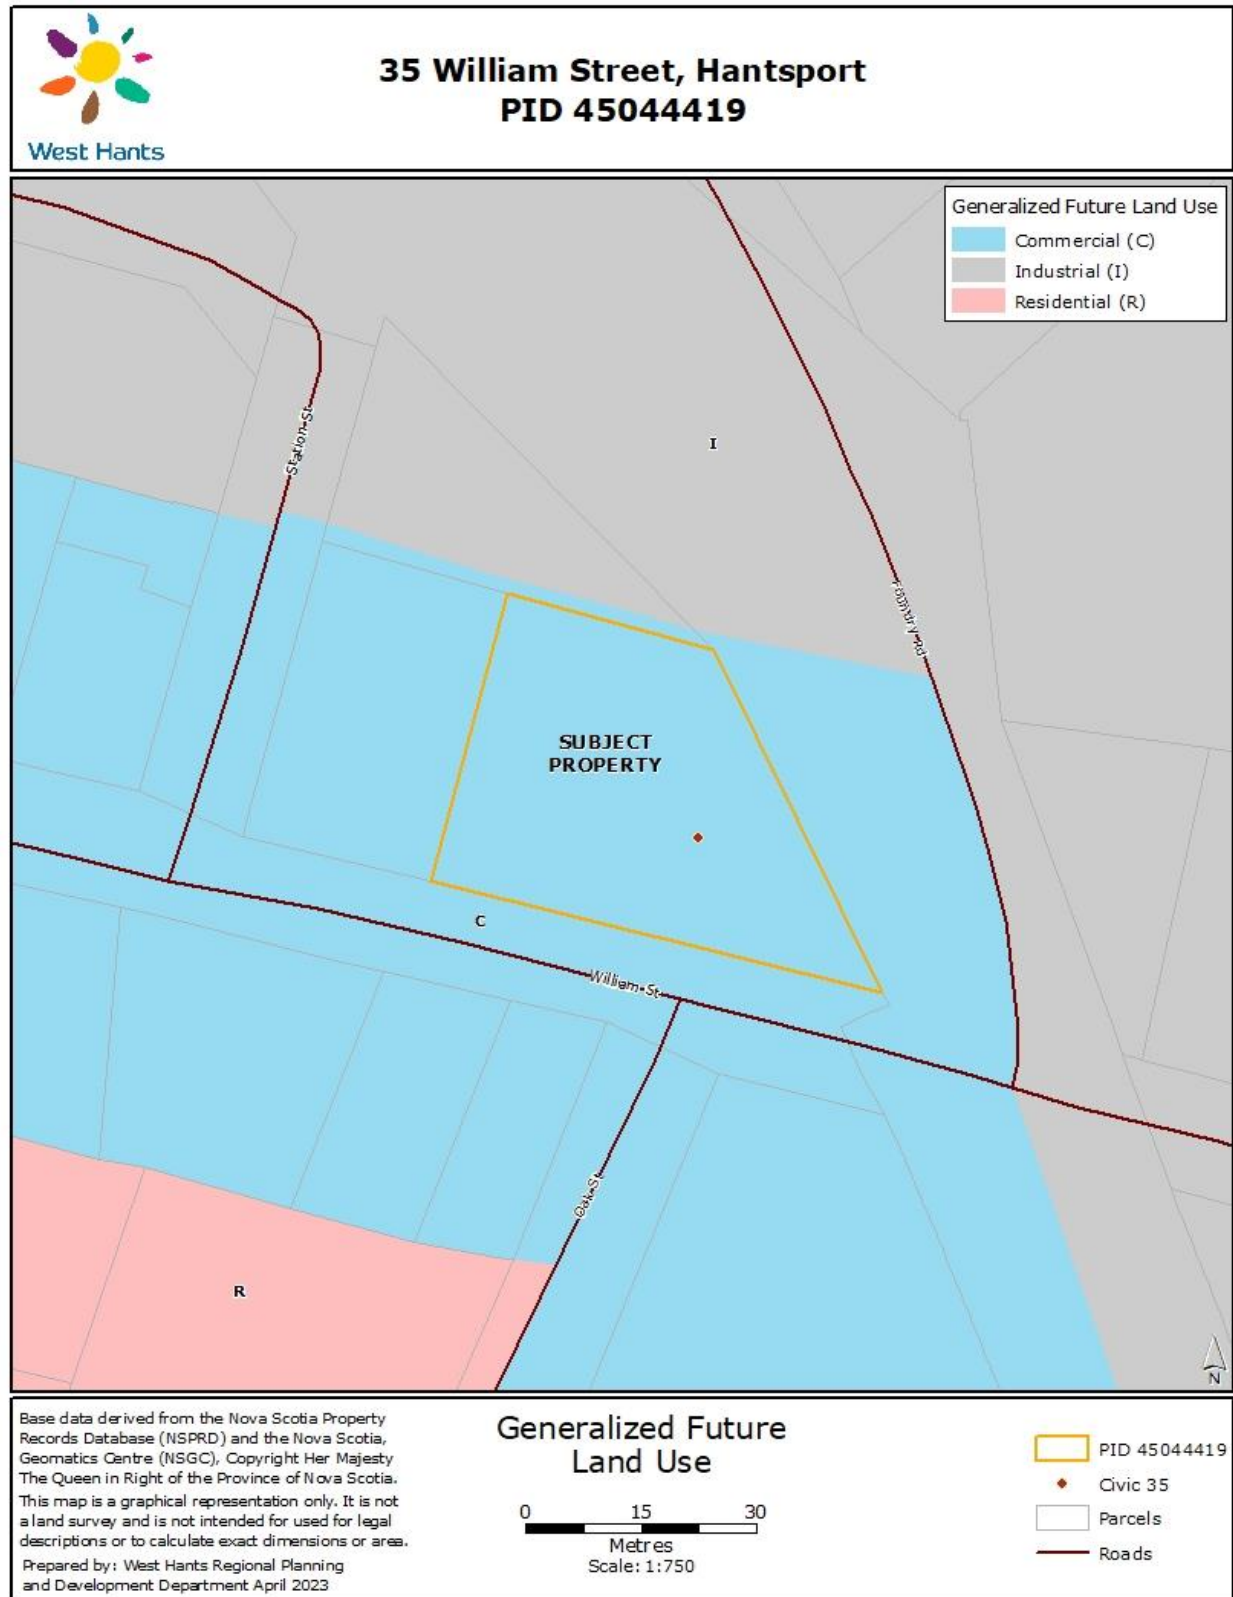 West Hants
35 William Street, Hantsport
PID 45044419
Generalized Future Land Use
Commercial (C)
Industrial (I)
Residential (R)
Station St
I
Foundry Rd
SUBJECT
PROPERTY
C
William St
Oak St
R
N
Base data derived from the Nova Scotia Property
Records Database (NSPRD) and the Nova Scotia,
Geomatics Centre (NSGC), Copyright Her Majesty
The Queen in Right of the Province of Nova Scotia.
This map is a graphical representation only. It is not
a land survey and is not intended for used for legal
descriptions or to calculate exact dimensions or area.
Prepared by: West Hants Regional Planning
and Development Department April 2023
Generalized Future
Land Use
0 15 30
Metres
Scale: 1:750
PID 45044419
Civic 35
Parcels
Roads